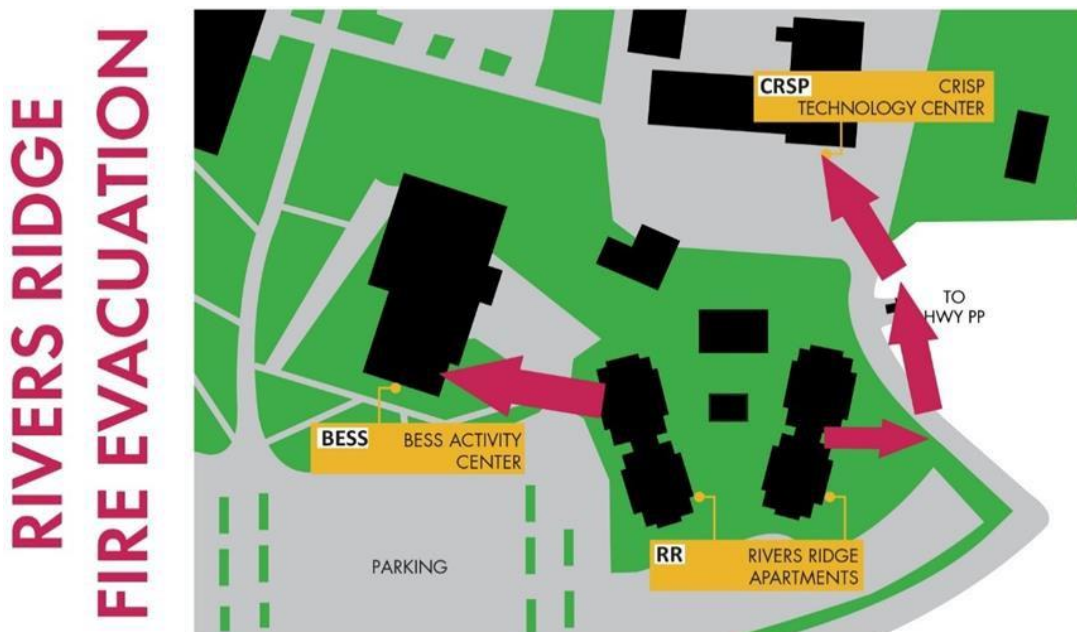 RIVERS RIDGE
FIRE EVACUATION
CRSP CRISP
TECHNOLOGY CENTER
TO
HWY PP
BESS BESS ACTIVITY
CENTER
RR RIVERS RIDGE
APARTMENTS
PARKING